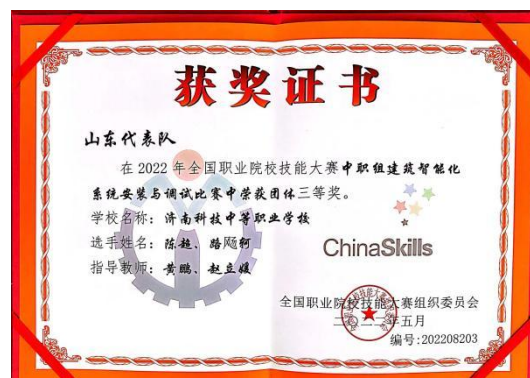 获奖证书
山东代表队
在2022年全国职业院校技能大赛中职组建筑智能化
系统安装与调试比赛中荣获团体三等奖。
学校名称：济南科技中等职业学校
选手姓名：陈超、路飏轲
指导教师：黄鹏、赵立媛
ChinaSkills
全国职业院校技能大赛组织委员会
二〇二二年五月
编号:202208203